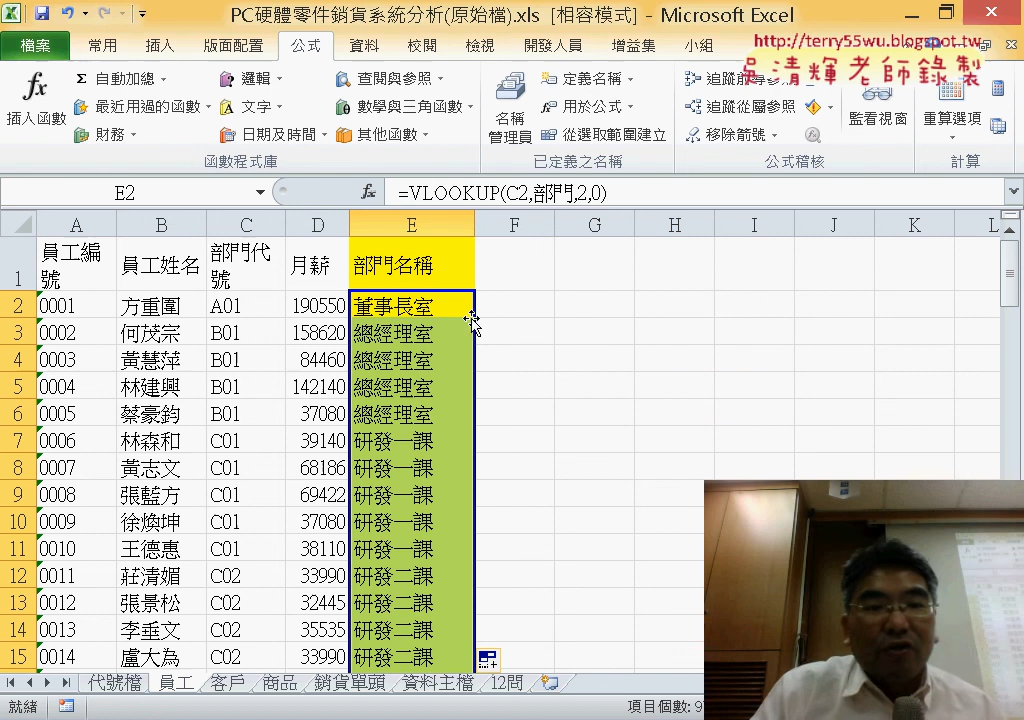 PC硬體零件銷貨系統分析(原始檔).xls [相容模式] - Microsoft Excel
檔案 常用 插入 版面配置 公式 資料 校閱 檢視 開發人員 增益集 小組
http://terry55wu.blogspot.tw
吳清輝老師錄製
fx 插入函數
Σ 自動加總 邏輯 查閱與參照
最近用過的函數 文字 數學與三角函數
財務 日期及時間 其他函數
函數程式庫
名稱管理員
定義名稱
用於公式
從選取範圍建立
已定義之名稱
追蹤前導參照
追蹤從屬參照
移除箭號
公式稽核
監看視窗
重算選項
計算
E2 fx =VLOOKUP(C2,部門,2,0)
A B C D E F G H I J K L
1 員工編號 員工姓名 部門代號 月薪 部門名稱
2 0001 方重圍 A01 190550 董事長室
3 0002 何茂宗 B01 158620 總經理室
4 0003 黃慧萍 B01 84460 總經理室
5 0004 林建興 B01 142140 總經理室
6 0005 蔡豪鈞 B01 37080 總經理室
7 0006 林森和 C01 39140 研發一課
8 0007 黃志文 C01 68186 研發一課
9 0008 張藍方 C01 69422 研發一課
10 0009 徐煥坤 C01 37080 研發一課
11 0010 王德惠 C01 38110 研發一課
12 0011 莊清媚 C02 33990 研發二課
13 0012 張景松 C02 32445 研發二課
14 0013 李垂文 C02 35535 研發二課
15 0014 盧大為 C02 33990 研發二課
代號檔 員工 客戶 商品 銷貨單頭 資料主檔 12問
就緒 項目個數: 9